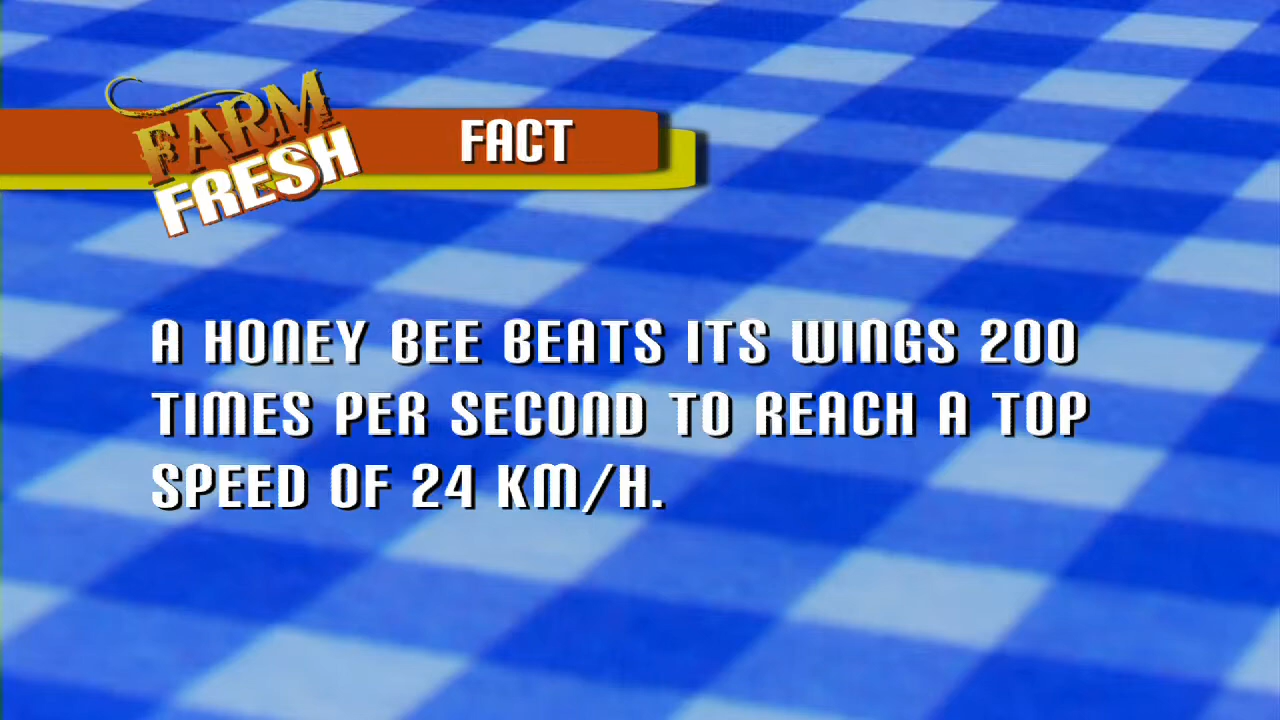 FARM
FRESH
FACT
A HONEY BEE BEATS ITS WINGS 200
TIMES PER SECOND TO REACH A TOP
SPEED OF 24 KM/H.